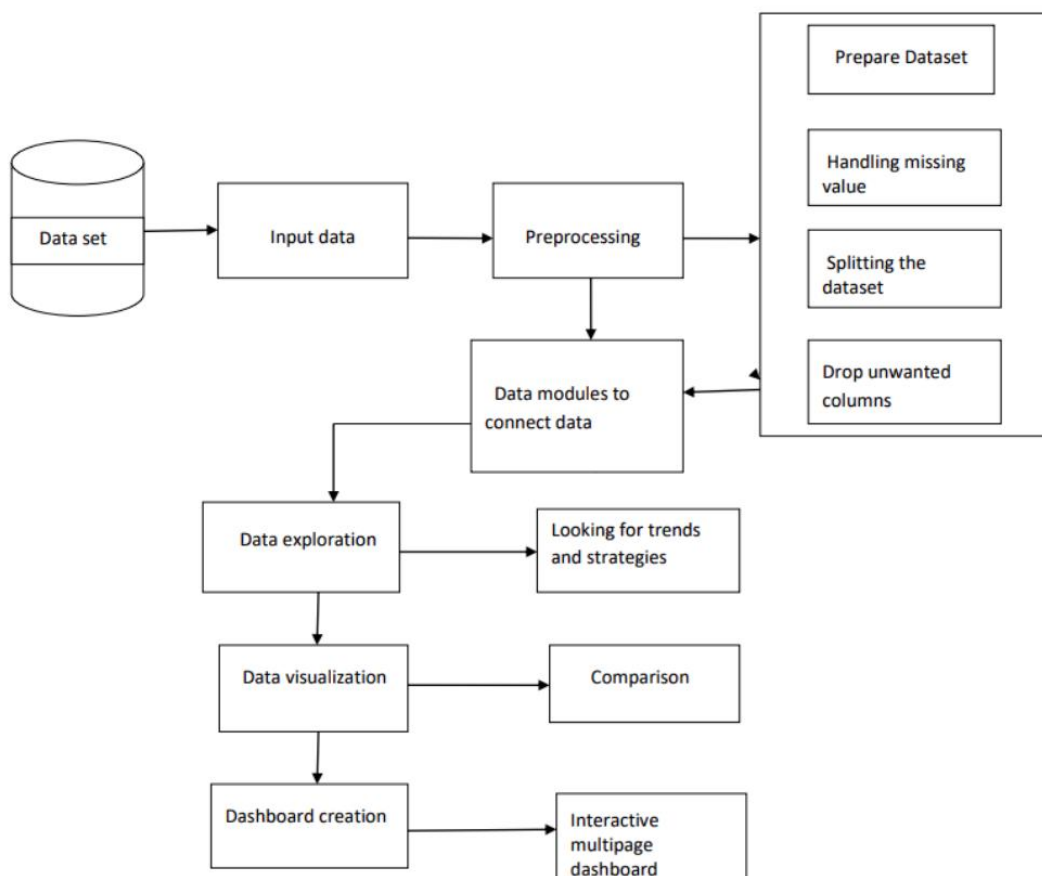 Prepare Dataset
Handling missing
value
Splitting the
dataset
Drop unwanted
columns
Data set
Input data
Preprocessing
Data modules to
connect data
Data exploration
Looking for trends
and strategies
Data visualization
Comparison
Dashboard creation
Interactive
multipage
dashboard